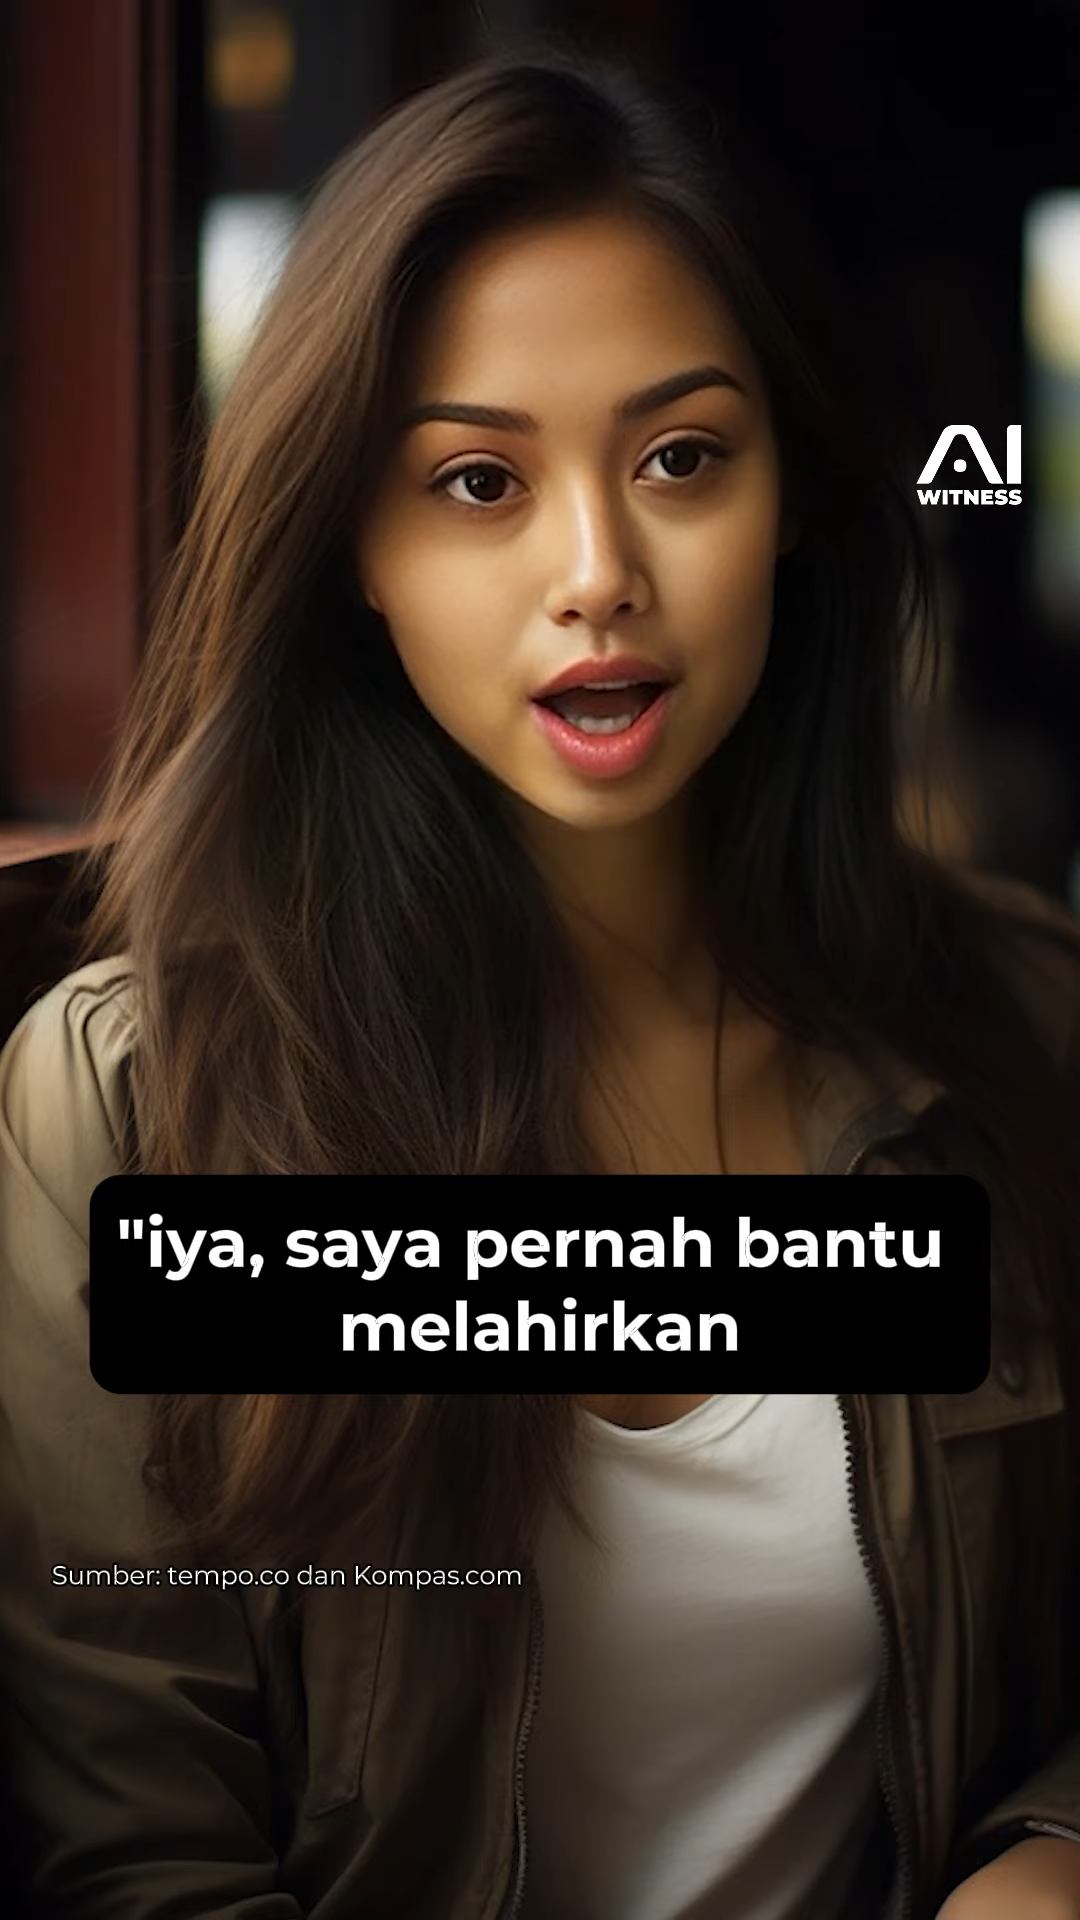 AI
WITNESS
"iya, saya pernah bantu
melahirkan
Sumber: tempo.co dan Kompas.com